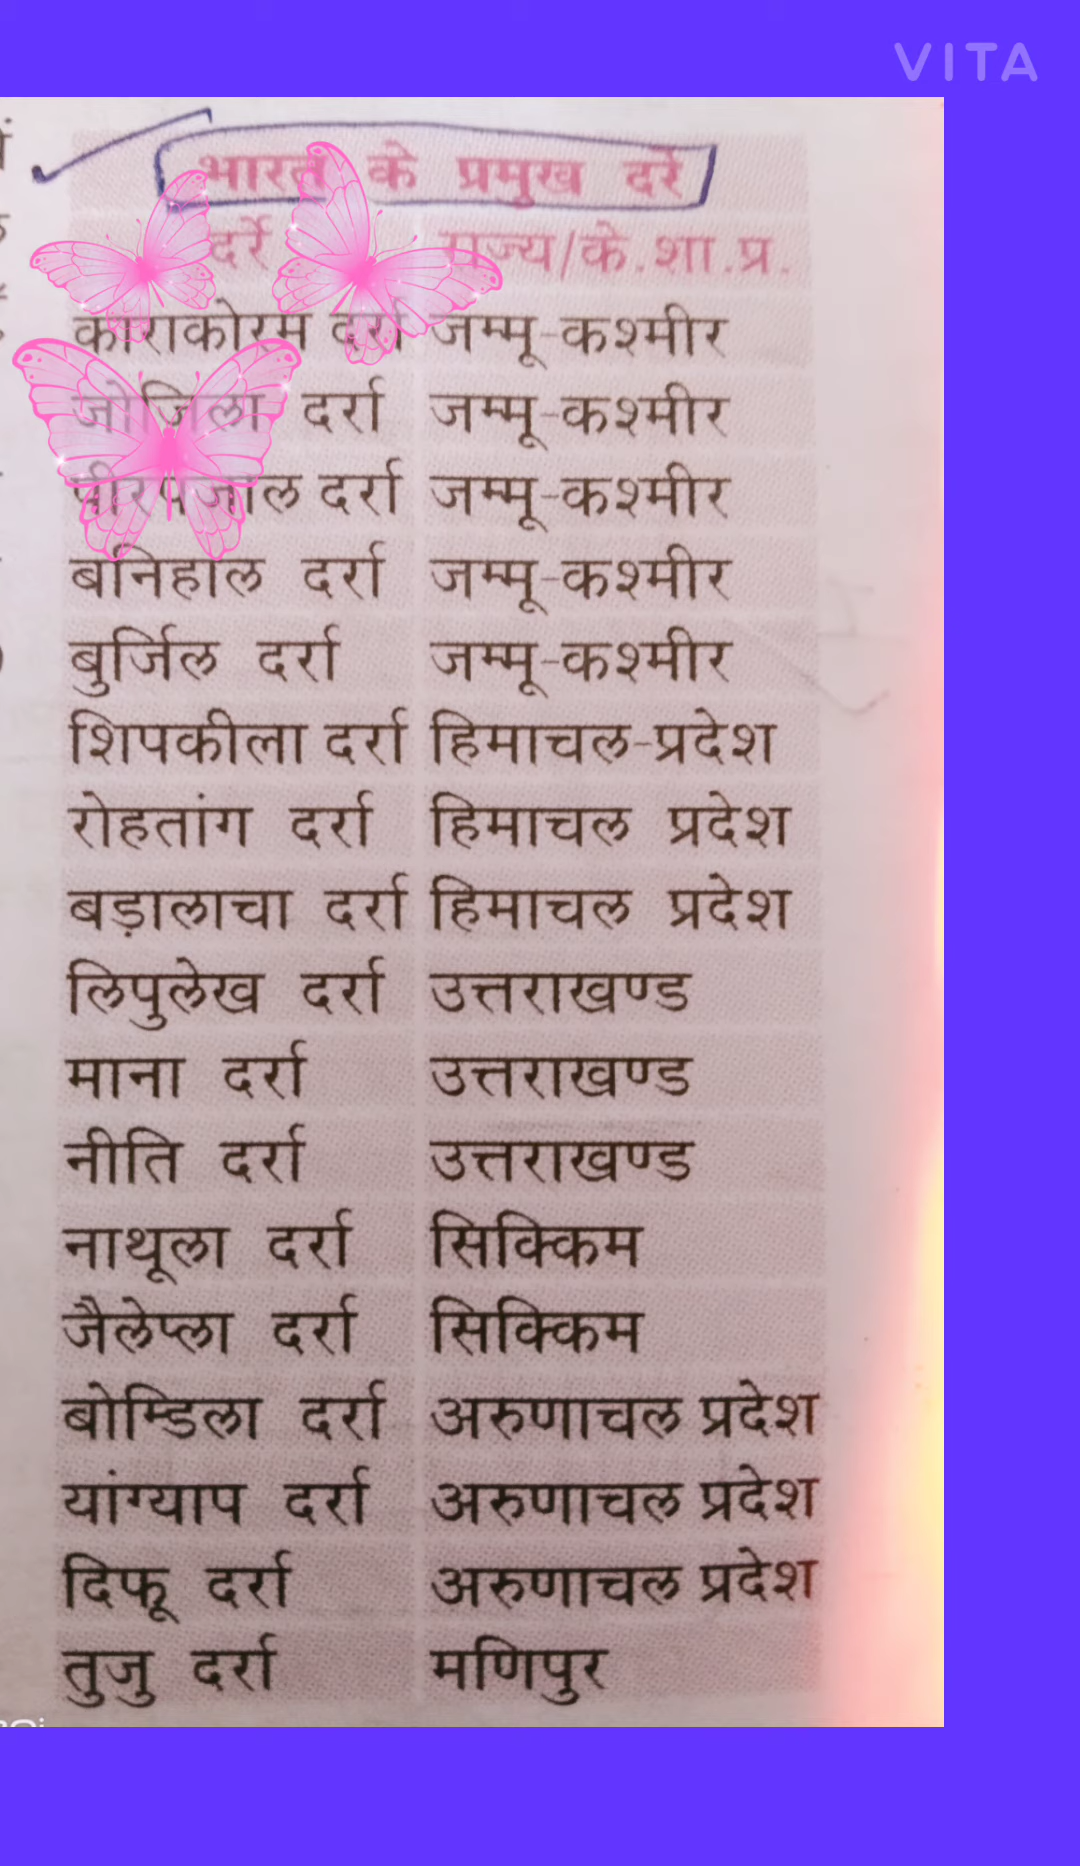 VITA
भारत के प्रमुख दर्रे
दर्रे राज्य/के.शा.प्र.
काराकोरम दर्रा जम्मू-कश्मीर
जोजिला दर्रा जम्मू-कश्मीर
पीरपंजाल दर्रा जम्मू-कश्मीर
बनिहाल दर्रा जम्मू-कश्मीर
बुर्जिल दर्रा जम्मू-कश्मीर
शिपकीला दर्रा हिमाचल-प्रदेश
रोहतांग दर्रा हिमाचल प्रदेश
बड़ालाचा दर्रा हिमाचल प्रदेश
लिपुलेख दर्रा उत्तराखण्ड
माना दर्रा उत्तराखण्ड
नीति दर्रा उत्तराखण्ड
नाथूला दर्रा सिक्किम
जैलेप्ला दर्रा सिक्किम
बोम्डिला दर्रा अरुणाचल प्रदेश
यांग्याप दर्रा अरुणाचल प्रदेश
दिफू दर्रा अरुणाचल प्रदेश
तुजु दर्रा मणिपुर